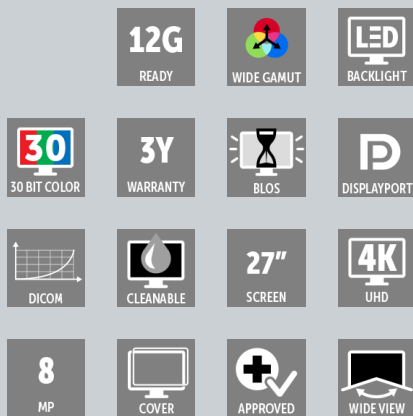 12G
READY
WIDE GAMUT
LED
BACKLIGHT
30
30 BIT COLOR
3Y
WARRANTY
BLOS
DISPLAYPORT
DICOM
CLEANABLE
27"
SCREEN
4K
UHD
8
MP
COVER
APPROVED
WIDE VIEW